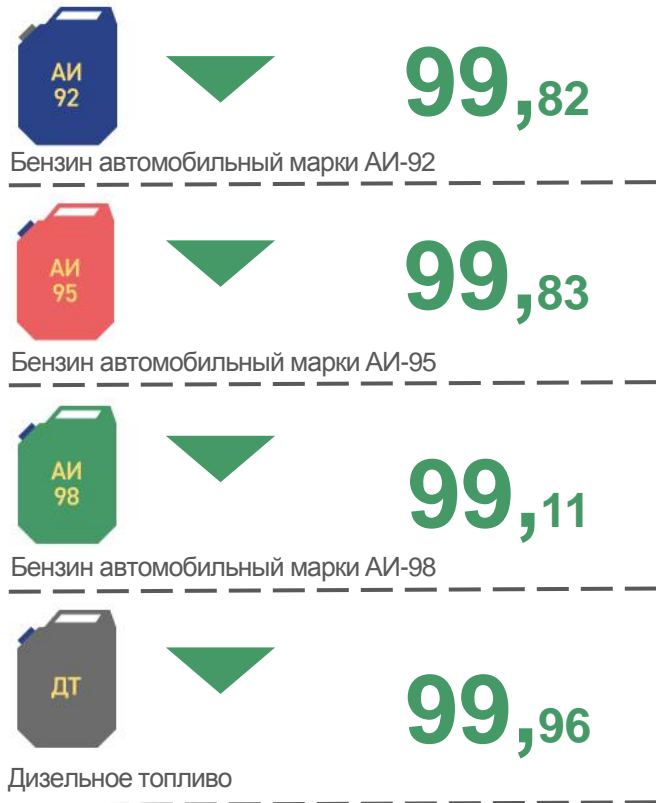 АИ
92
99,82
Бензин автомобильный марки АИ-92
АИ
95
99,83
Бензин автомобильный марки АИ-95
АИ
98
99,11
Бензин автомобильный марки АИ-98
ДТ
99,96
Дизельное топливо